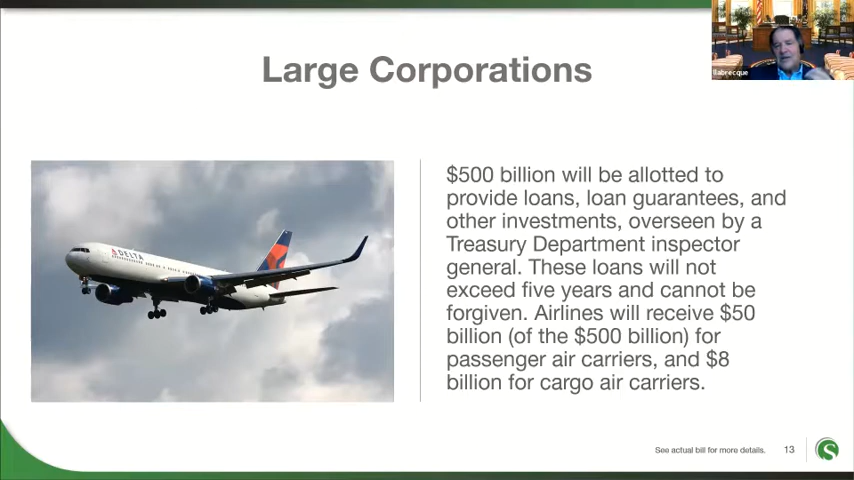 llabrecque
Large Corporations
DELTA
$500 billion will be allotted to
provide loans, loan guarantees, and
other investments, overseen by a
Treasury Department inspector
general. These loans will not
exceed five years and cannot be
forgiven. Airlines will receive $50
billion (of the $500 billion) for
passenger air carriers, and $8
billion for cargo air carriers.
See actual bill for more details.
13
S